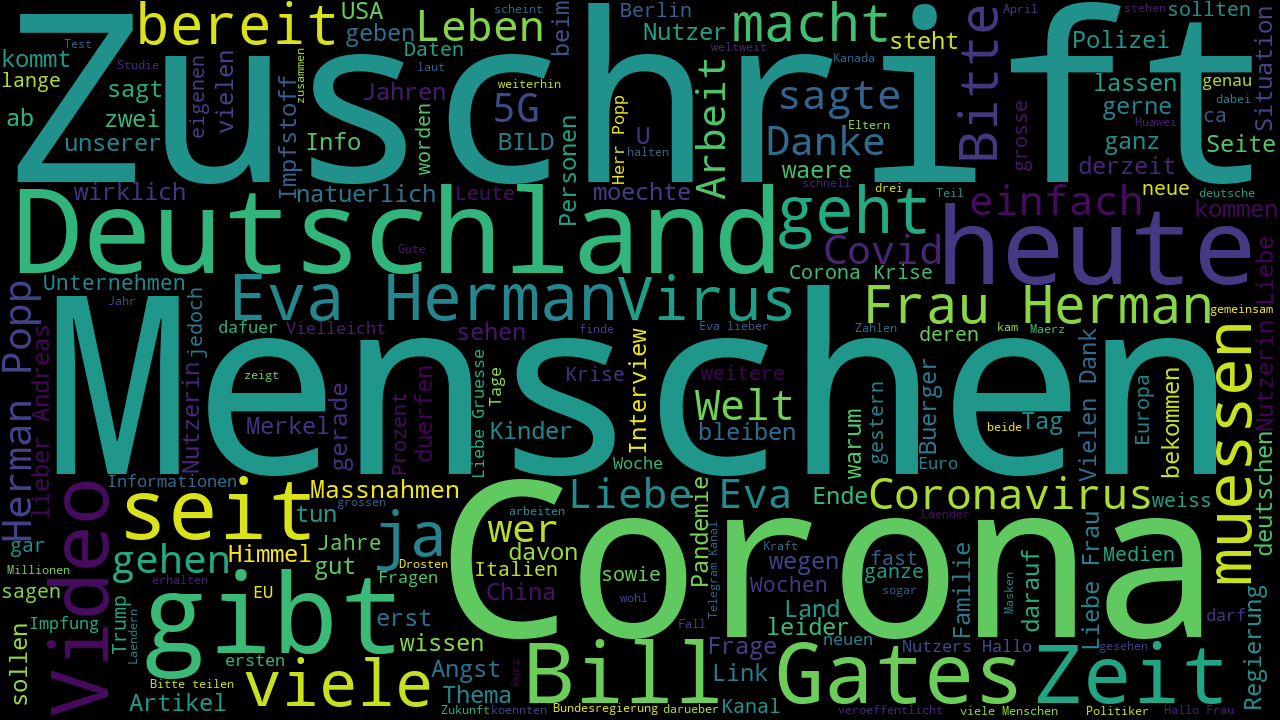 Zuschrift
bereit
USA
Leben
scheint
beim
Berlin
macht
April
stehen
sollten
Situation
kommt
Test
geben
Daten
Nutzer
weltweit
steht
Bitte
Polizei
lange
Studie
eigenen
vielen
zusammen
laut
Kanada
lassen
genau
sagt
Jahren
weiterhin
Arbeit
sagte
grosse
gerne
dabei
ab
zwei
Impfstoff
worden
5G
Personen
Herr Popp
U
Danke
Eltern
Huawei
ca
unserer
Info
BILD
halten
ganz
Seite
wirklich
natuerlich
Leute
moechte
waere
schnell
drei
Teil
derzeit
neue
deutsche
Deutschland
geht
einfach
kommen
Gute
Covid
heute
Nutzerin Liebe
Unternehmen
Eva Herman
Virus
Corona Krise
Frau Herman
Herman Popp
Jahr
jedoch
dafuer
Vielleicht
sehen
finde
Eva lieber
Zahlen
deren
kam
Maerz
gemeinsam
Menschen
lieber Andreas
Nutzerin
zeigt
gerade
Liebe Gruesse
Tage
Krise
Interview
weitere
Welt
gestern
Buerger
Vielen Dank
Europa
muessen
Merkel
Prozent
duerfen
Kinder
bleiben
warum
beide
Tag
bekommen
deutschen
Woche
Euro
Informationen
Video
seit
Massnahmen
grossen
Corona
arbeiten
Liebe Eva
Pandemie
Ende
Coronavirus
weiss
Laender
tun
ja
wer
gar
gehen
Himmel
Jahre
davon
Telegram Kanal
Kraft
wegen
fast
Familie
Masken
darauf
Liebe Frau
Medien
Millionen
erhalten
gut
Drosten
Fragen
Italien
sowie
Wochen
ganze
sagen
EU
China
wohl
Land
sogar
darf
Regierung
Impfung
Trump
Laendern
gibt
erst
Fall
leider
sollen
wissen
Frage
neuen
Nutzers
Hallo
gesehen
ersten
Angst
kurz
Bill Gates
Zeit
Bitte teilen
viele
Thema
Link
Artikel
Zukunft
koennten
Bundesregierung
darueber
Kanal
veroeffentlicht
viele Menschen
Politiker
Hallo Frau